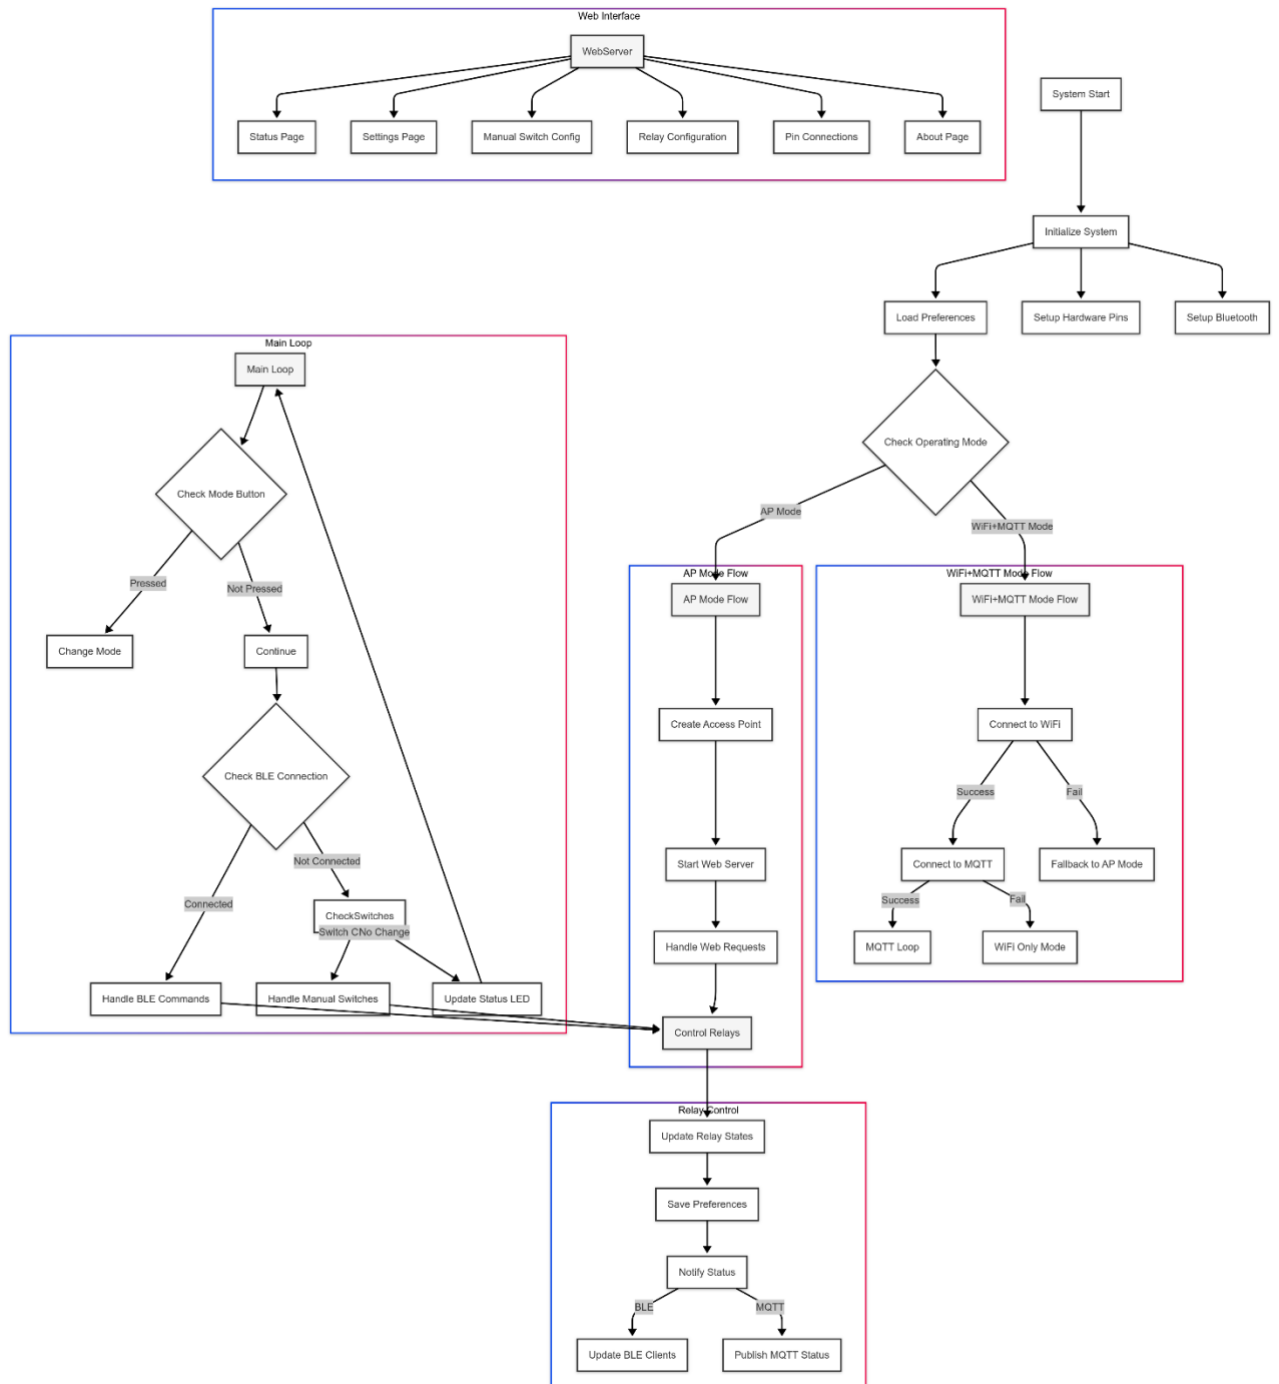 Web Interface
WebServer
Status Page
Settings Page
Manual Switch Config
Relay Configuration
Pin Connections
About Page
System Start
Initialize System
Load Preferences
Setup Hardware Pins
Setup Bluetooth
Check Operating Mode
AP Mode
WiFi+MQTT Mode
Main Loop
Main Loop
Check Mode Button
Pressed
Not Pressed
Change Mode
Continue
Check BLE Connection
Not Connected
Connected
CheckSwitches
Switch C
No Change
Handle BLE Commands
Handle Manual Switches
Update Status LED
AP Mode Flow
AP Mode Flow
Create Access Point
Start Web Server
Handle Web Requests
Control Relays
WiFi+MQTT Mode Flow
WiFi+MQTT Mode Flow
Connect to WiFi
Success
Fail
Connect to MQTT
Fallback to AP Mode
Success
Fail
MQTT Loop
WiFi Only Mode
Relay Control
Update Relay States
Save Preferences
Notify Status
BLE
MQTT
Update BLE Clients
Publish MQTT Status